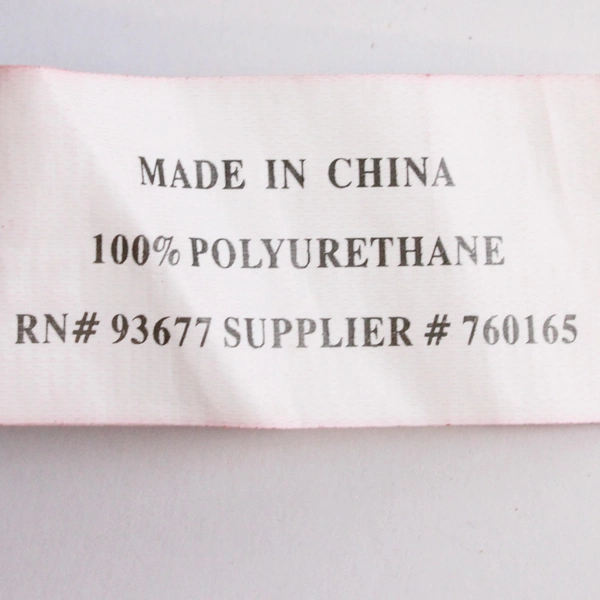 MADE IN CHINA
100% POLYURETHANE
RN# 93677 SUPPLIER # 760165